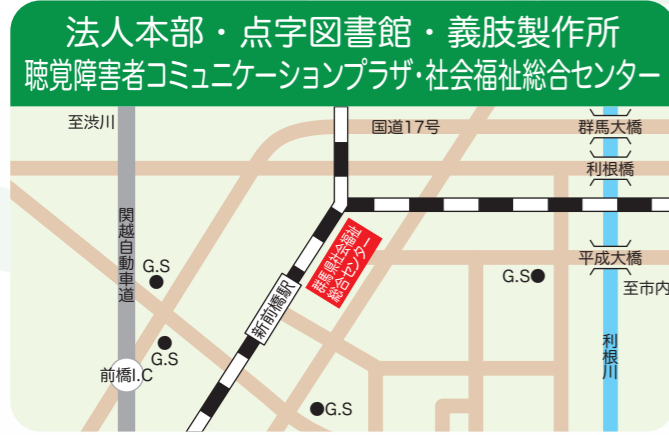 法人本部・点字図書館・義肢製作所
聴覚障害者コミュニケーションプラザ・社会福祉総合センター
至渋川
国道17号
群馬大橋
利根橋
関越自動車道
群馬県社会福祉
総合センター
平成大橋
G.S
G.S
至市内
新前橋駅
G.S
利根川
前橋I.C
G.S